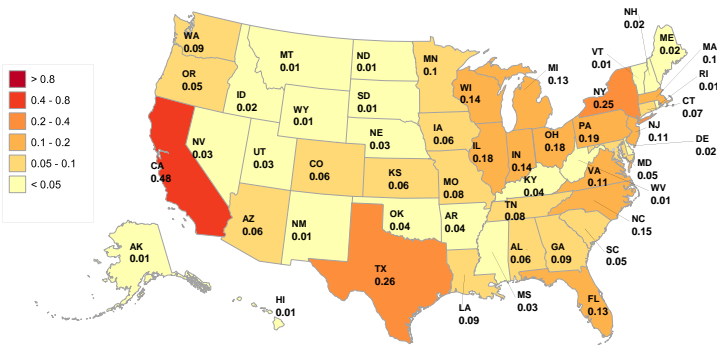 > 0.8
0.4 - 0.8
0.2 - 0.4
0.1 - 0.2
0.05 - 0.1
< 0.05
WA
0.09
OR
0.05
CA
0.48
NV
0.03
ID
0.02
MT
0.01
WY
0.01
UT
0.03
AZ
0.06
CO
0.06
NM
0.01
ND
0.01
SD
0.01
NE
0.03
KS
0.06
OK
0.04
TX
0.26
MN
0.1
IA
0.06
MO
0.08
AR
0.04
LA
0.09
WI
0.14
IL
0.18
MI
0.13
IN
0.14
OH
0.18
KY
0.04
TN
0.08
MS
0.03
AL
0.06
GA
0.09
FL
0.13
SC
0.05
NC
0.15
VA
0.11
WV
0.01
MD
0.05
DE
0.02
NJ
0.11
PA
0.19
NY
0.25
CT
0.07
RI
0.01
MA
0.1
VT
0.01
NH
0.02
ME
0.02
AK
0.01
HI
0.01